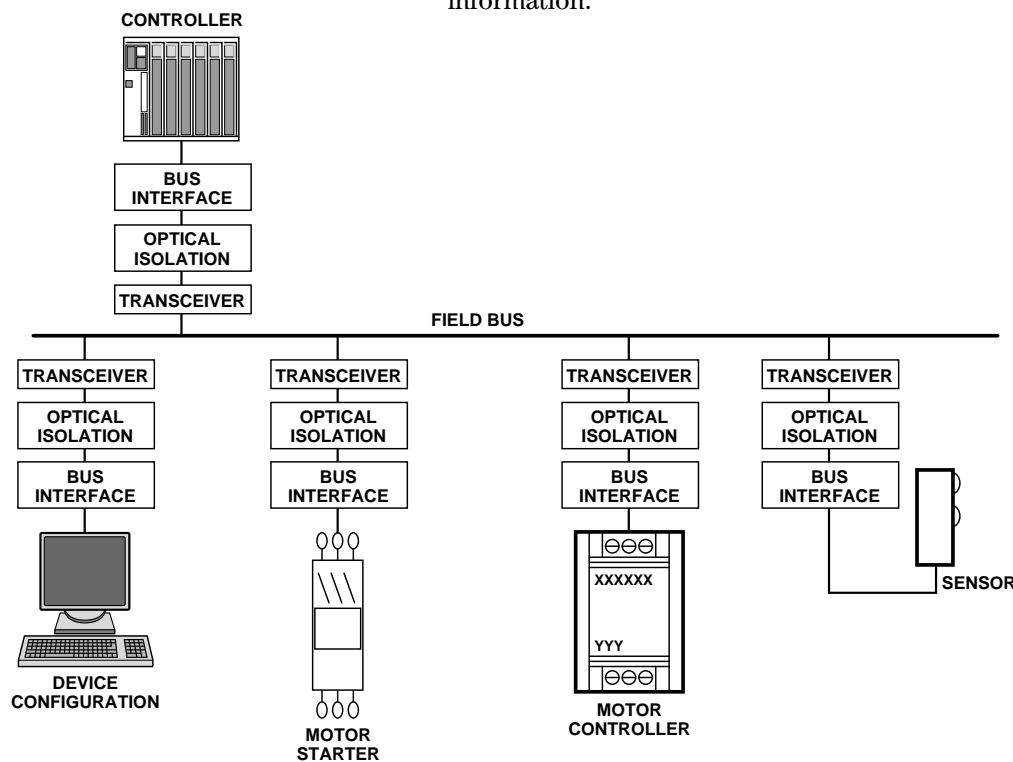 information.
CONTROLLER
BUS
INTERFACE
OPTICAL
ISOLATION
TRANSCEIVER
FIELD BUS
TRANSCEIVER
OPTICAL
ISOLATION
BUS
INTERFACE
DEVICE
CONFIGURATION
TRANSCEIVER
OPTICAL
ISOLATION
BUS
INTERFACE
MOTOR
STARTER
TRANSCEIVER
OPTICAL
ISOLATION
BUS
INTERFACE
XXXXXX
YYY
MOTOR
CONTROLLER
TRANSCEIVER
OPTICAL
ISOLATION
BUS
INTERFACE
SENSOR